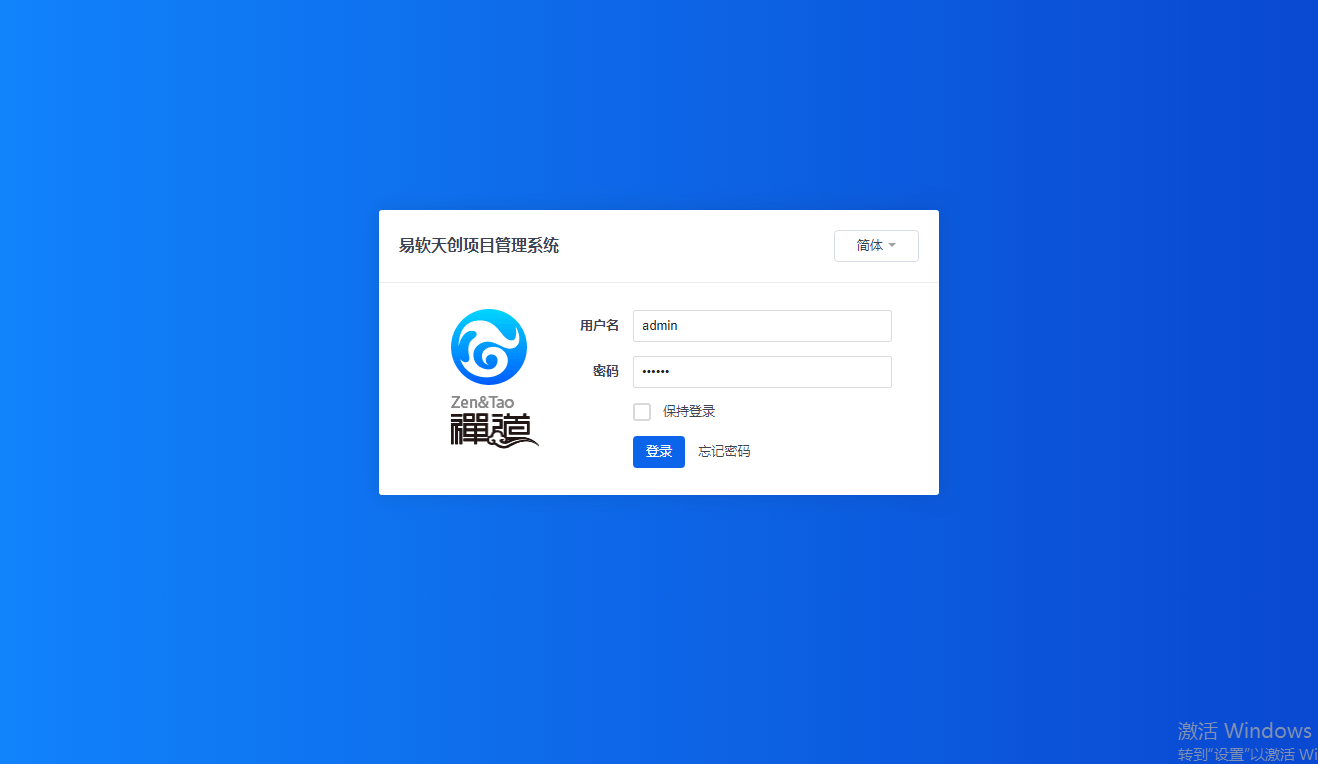 易软天创项目管理系统
简体
用户名
admin
密码
••••••
保持登录
登录
忘记密码
Zen&Tao
禪道
激活 Windows
转到"设置"以激活 Wi